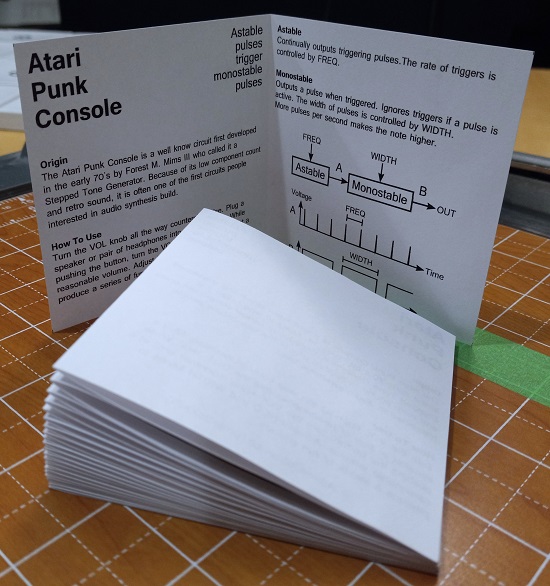 Atari
Punk
Console
Astable
pulses
trigger
monostable
pulses
Origin
The Atari Punk Console is a well know circuit first developed
in the early 70's by Forest M. Mims III who called it a
Stepped Tone Generator. Because of its low component count
and retro sound, it is often one of the first circuits people
interested in audio synthesis build.
How To Use
Turn the VOL knob all the way Plug a
speaker or pair of headphones While
pushing the button, turn the
reasonable volume.
produce a series of
Astable
Continually outputs triggering pulses.The rate of triggers is
controlled by FREQ.
Monostable
Outputs a pulse when triggered. Ignores triggers if a pulse is
active. The width of pulses is controlled by WIDTH.
More pulses per second makes the note higher.
FREQ
WIDTH
Astable
A
Monostable
B
OUT
Voltage
A
FREQ
Time
WIDTH